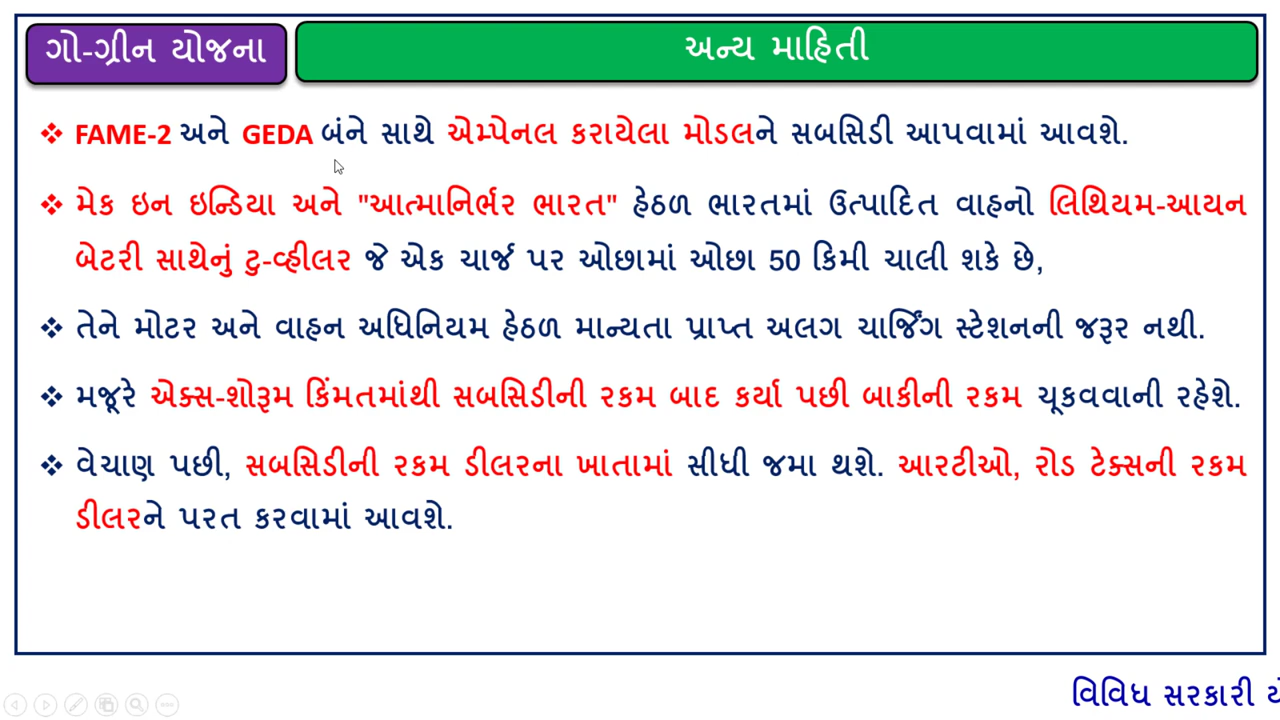 ગો-ગ્રીન યોજના
અન્ય માહિતી
❖ FAME-2 અને GEDA બંને સાથે એમ્પેનલ કરાયેલા મોડલને સબસિડી આપવામાં આવશે.
❖ મેક ઇન ઇન્ડિયા અને "આત્માનિર્ભર ભારત" હેઠળ ભારતમાં ઉત્પાદિત વાહનો લિથિયમ-આયન
બેટરી સાથેનું ટુ-વ્હીલર જે એક ચાર્જ પર ઓછામાં ઓછા 50 કિમી ચાલી શકે છે,
❖ તેને મોટર અને વાહન અધિનિયમ હેઠળ માન્યતા પ્રાપ્ત અલગ ચાર્જિંગ સ્ટેશનની જરૂર નથી.
❖ મજૂરે એક્સ-શોરૂમ કિંમતમાંથી સબસિડીની રકમ બાદ કર્યા પછી બાકીની રકમ ચૂકવવાની રહેશે.
❖ વેચાણ પછી, સબસિડીની રકમ ડીલરના ખાતામાં સીધી જમા થશે. આરટીઓ, રોડ ટેક્સની રકમ
ડીલરને પરત કરવામાં આવશે.
વિવિધ સરકારી